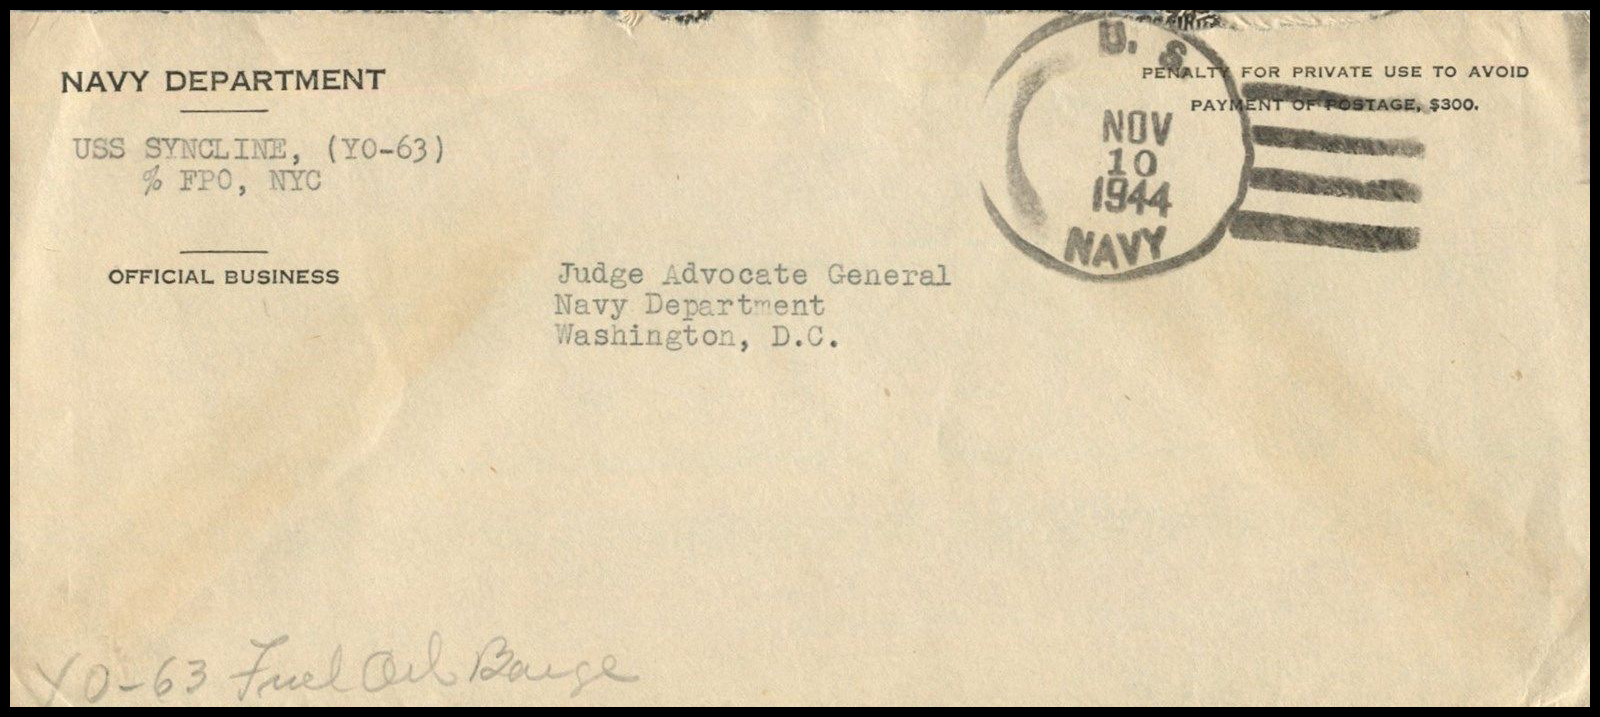 NAVY DEPARTMENT
USS SYNCLINE, (YO-63)
% FPO, NYC
OFFICIAL BUSINESS
U. S.
NOV
10
1944
NAVY
PENALTY FOR PRIVATE USE TO AVOID
PAYMENT OF POSTAGE, $300.
Judge Advocate General
Navy Department
Washington, D.C.
YO-63 Fuel Oil Barge